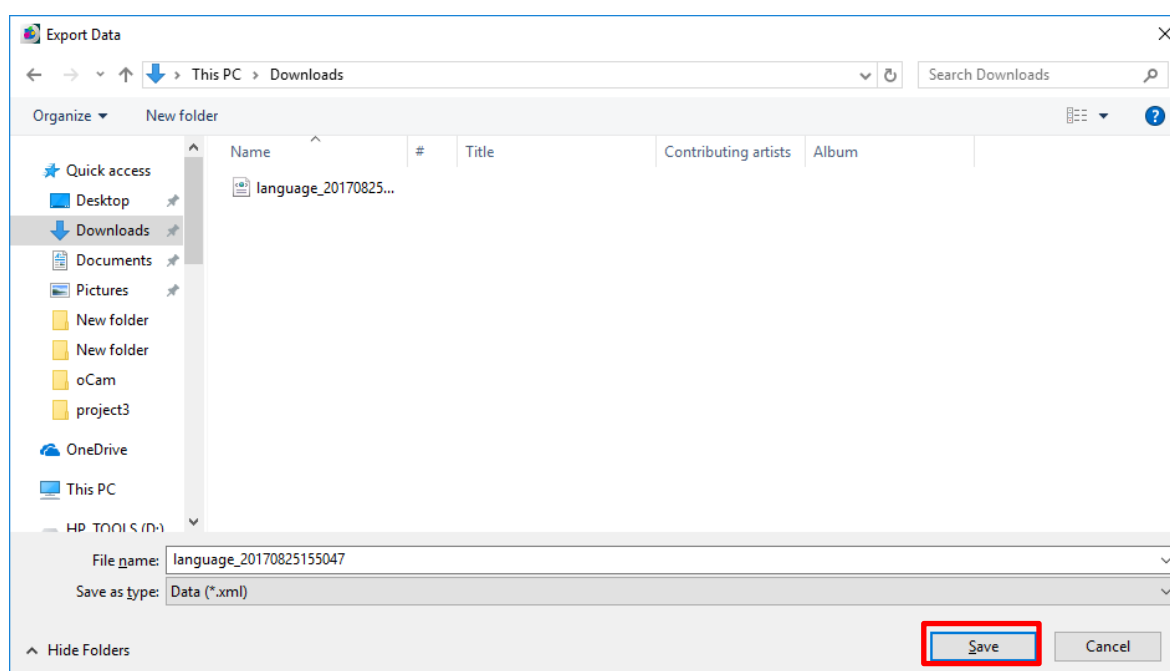 Export Data
This PC > Downloads
Search Downloads
Organize
New folder
Name # Title Contributing artists Album
Quick access
language_20170825...
Desktop
Downloads
Documents
Pictures
New folder
New folder
oCam
project3
OneDrive
This PC
HP_TOOLS (D:)
File name: language_20170825155047
Save as type: Data (*.xml)
Hide Folders
Save
Cancel